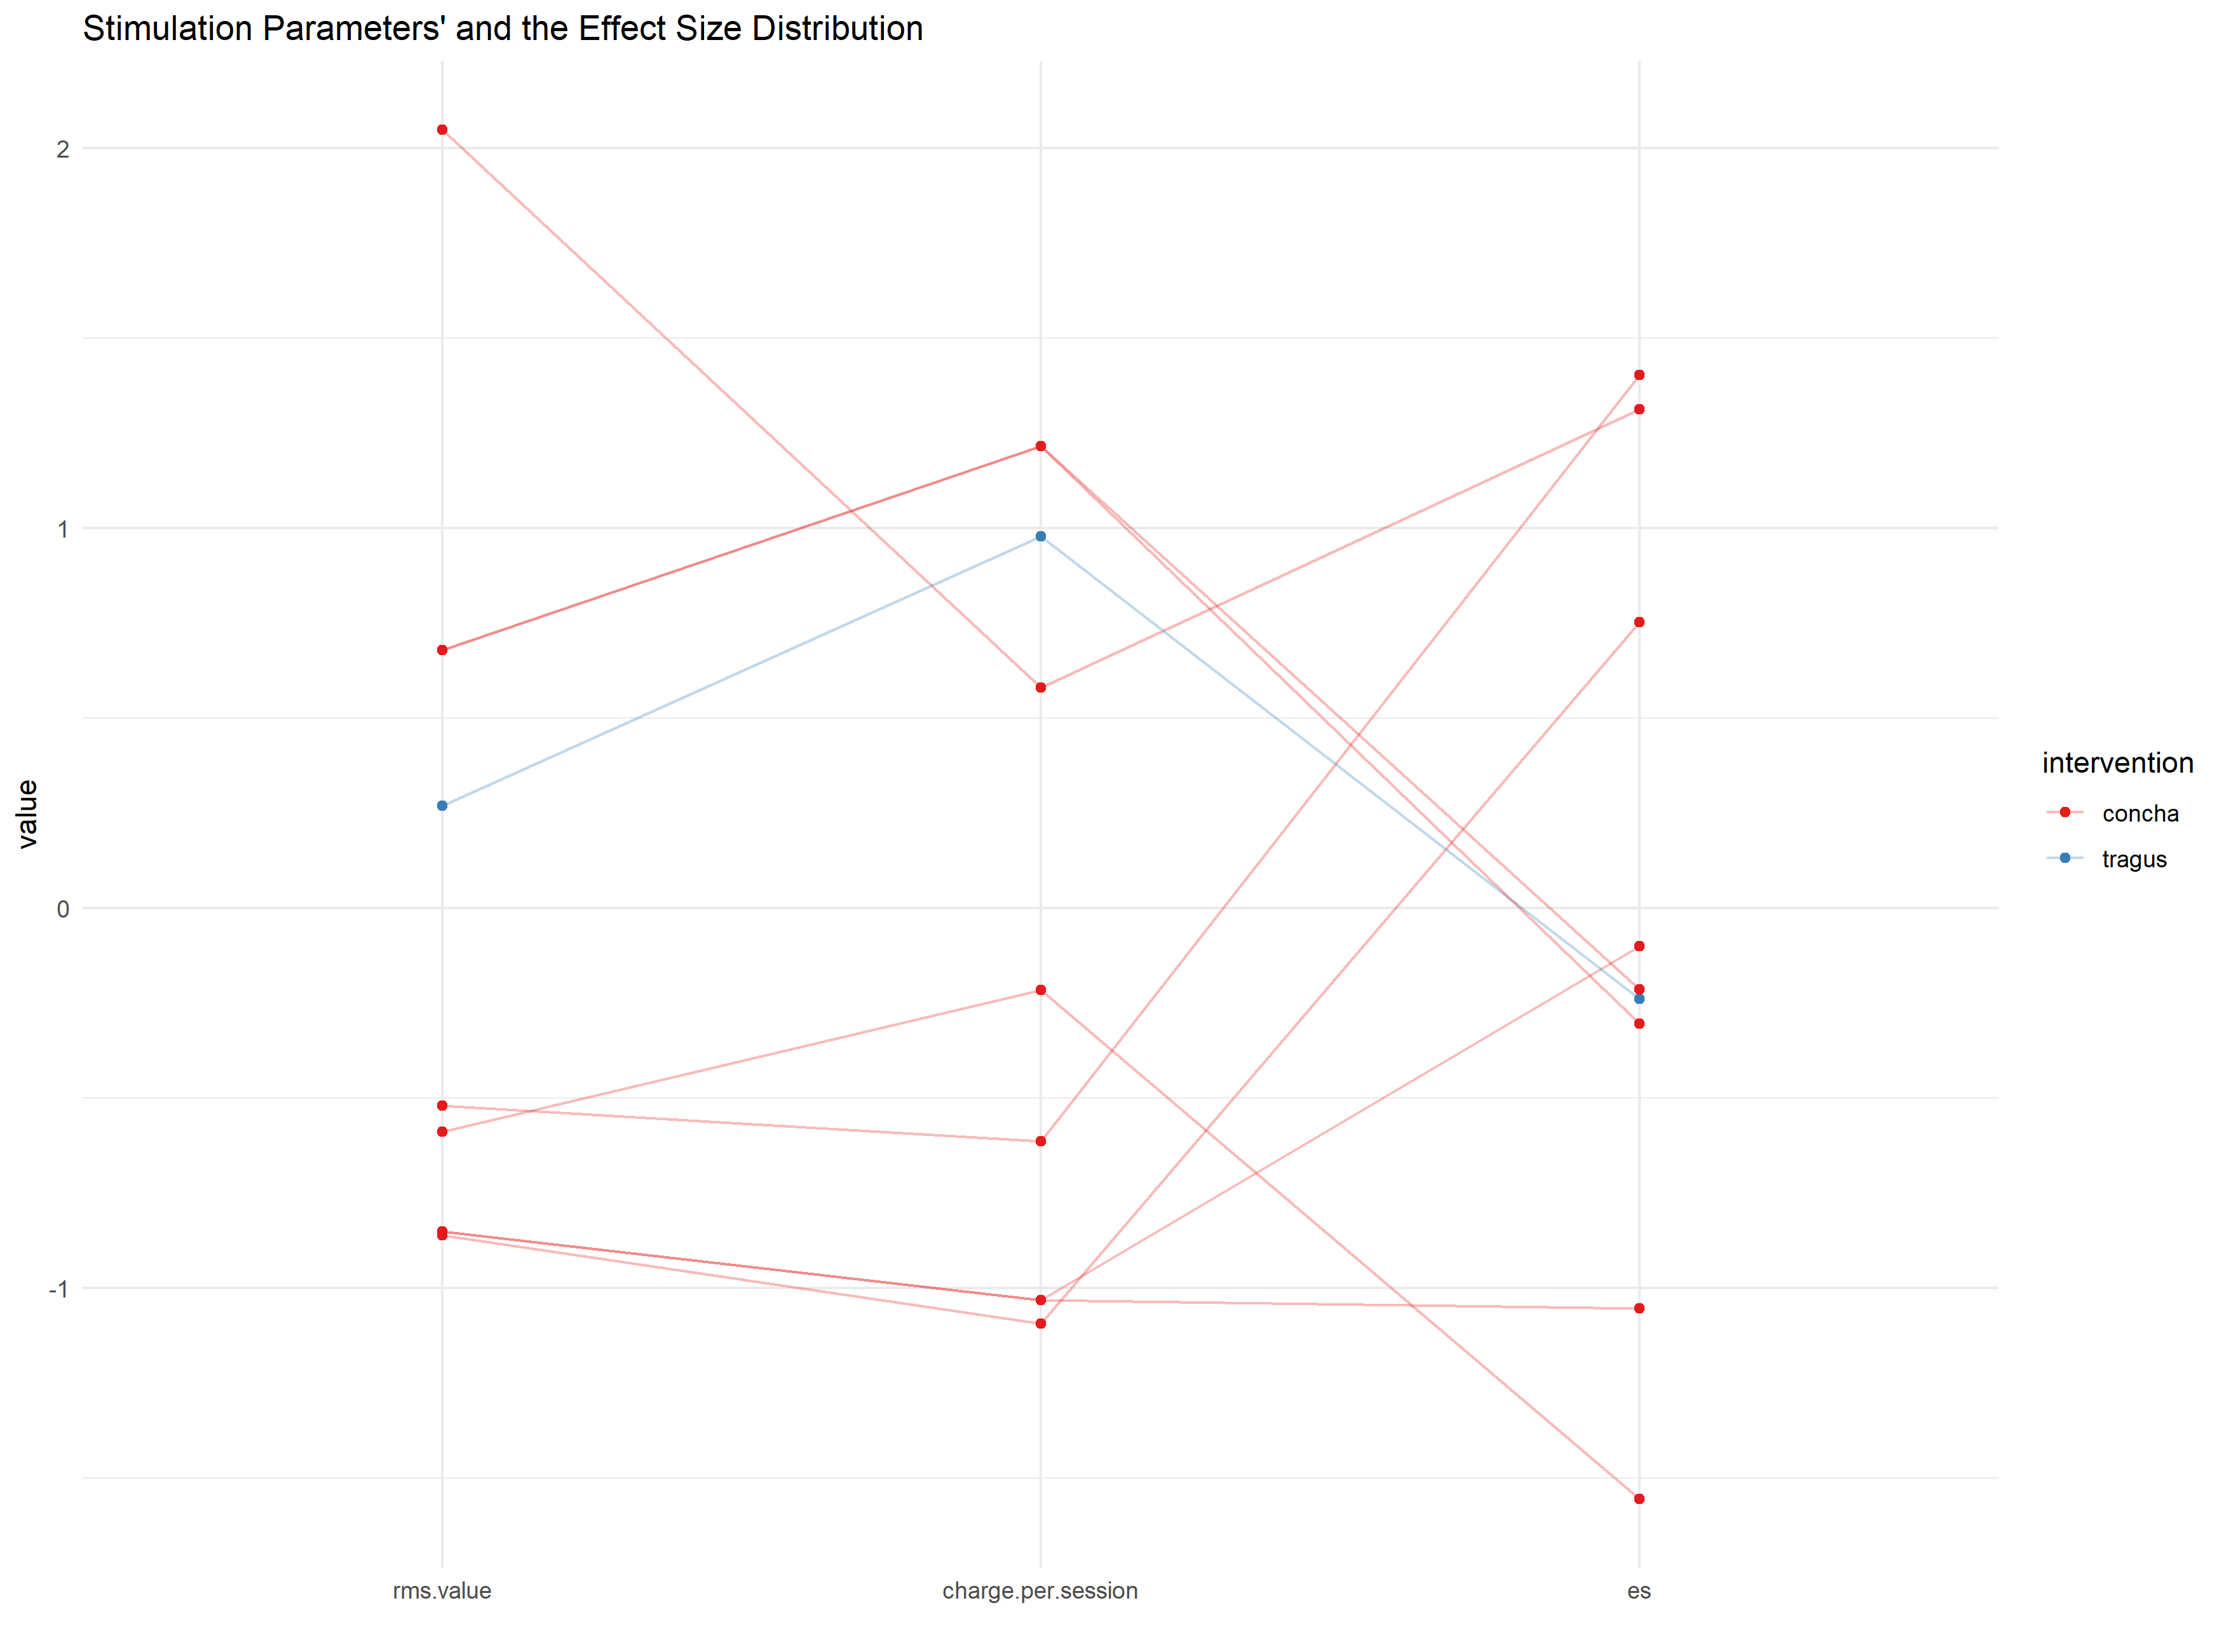 Stimulation Parameters' and the Effect Size Distribution
2
1
0
-1
value
rms.value
charge.per.session
es
intervention
concha
tragus